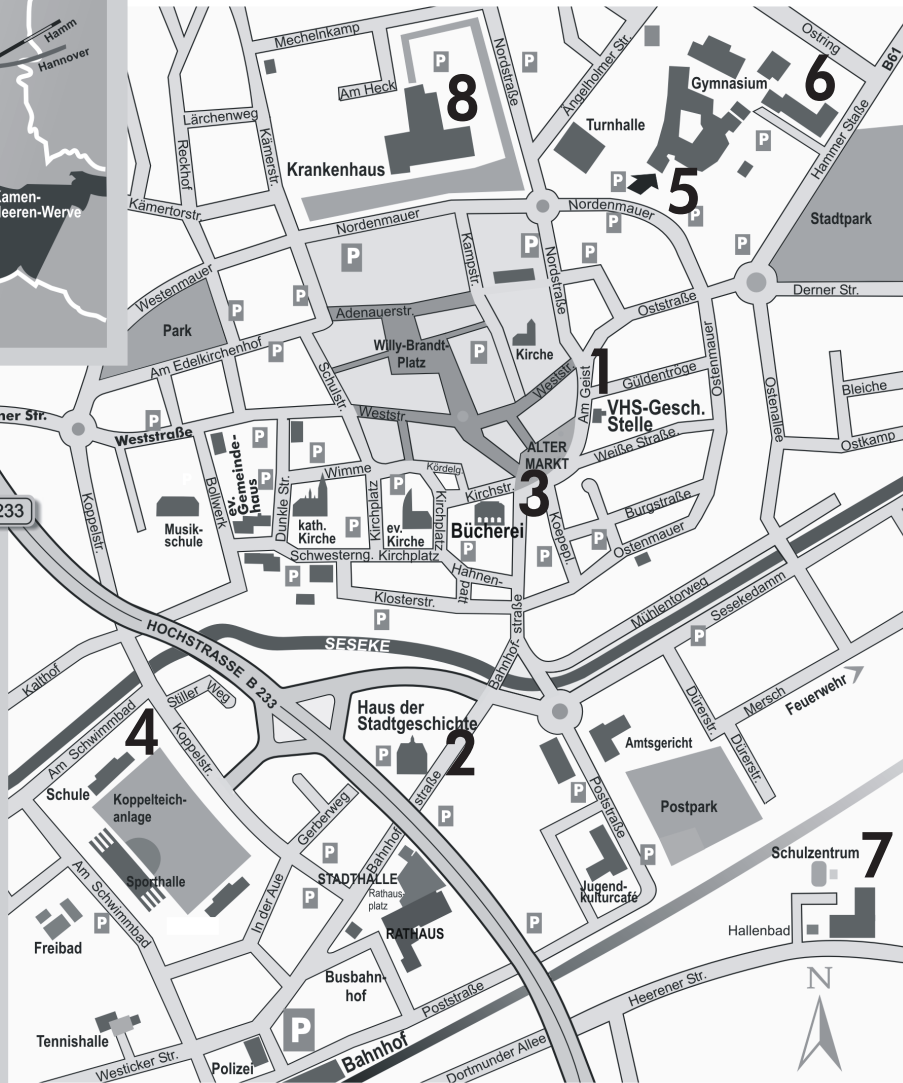 Hamm
Hannover
Kamen-
Heeren-Werve
Mechelnkamp
Am Heck
Lärchenweg
Reckhof
Kämerstr.
Krankenhaus
8
P
Nordstraße
P
Angelholmer Str.
Turnhalle
Gymnasium
6
Ostring
B61
Hammer Staße
P
P
5
P
Stadtpark
Kämertorstr.
Nordenmauer
Nordenmauer
P
P
Derner Str.
Westenmauer
P
Kampstr.
P
Nordstraße
P
Oststraße
Ostenmauer
Park
P
P
Adenauerstr.
Willy-Brandt-
Platz
P
Kirche
Am Edelkirchenhof
P
Schulstr.
Weststr.
Weststr.
1
Am Geist
Güldentröge
VHS-Gesch.
Stelle
Weiße Straße.
Ostenallee
Bleiche
Ostkamp
ner Str.
Weststraße
P
ALTER
MARKT
3
Bollwerk
ev.
Gemeinde-
haus
P
P
P
Dunkle Str.
Wimme
Kördelg.
Kirchstr.
Musik-
schule
kath.
Kirche
P
Kirchplatz
P
ev.
Kirche
Kirchplatz
Bücherei
P
Koepepl.
P
P
Burgstraße
Ostenmauer
233
Koppelstr.
Schwesterng.
Kirchplatz
Hahnen-
patt
P
Klosterstr.
P
Bahnhof-
straße
Mühlentorweg
Sesekedamm
P
HOCHSTRASSE B 233
SESEKE
Kalthof
Stiller Weg
Am Schwimmbad
4
Koppelstr.
Haus der
Stadtgeschichte
P
2
Bahnhof
straße
P
Amtsgericht
Dürerstr.
Dürerstr.
Mersch
Feuerwehr
Schule
Koppelteich-
anlage
Sporthalle
Am Schwimmbad
Freibad
P
In der Aue
Gerberweg
P
P
STADTHALLE
Rathaus-
platz
RATHAUS
P
Poststraße
P
Jugend-
kulturcafé
P
Postpark
Schulzentrum
7
Hallenbad
Busbahn-
hof
P
Poststraße
Heerener Str.
Dortmunder Allee
N
Tennishalle
Westicker Str.
Polizei
Bahnhof